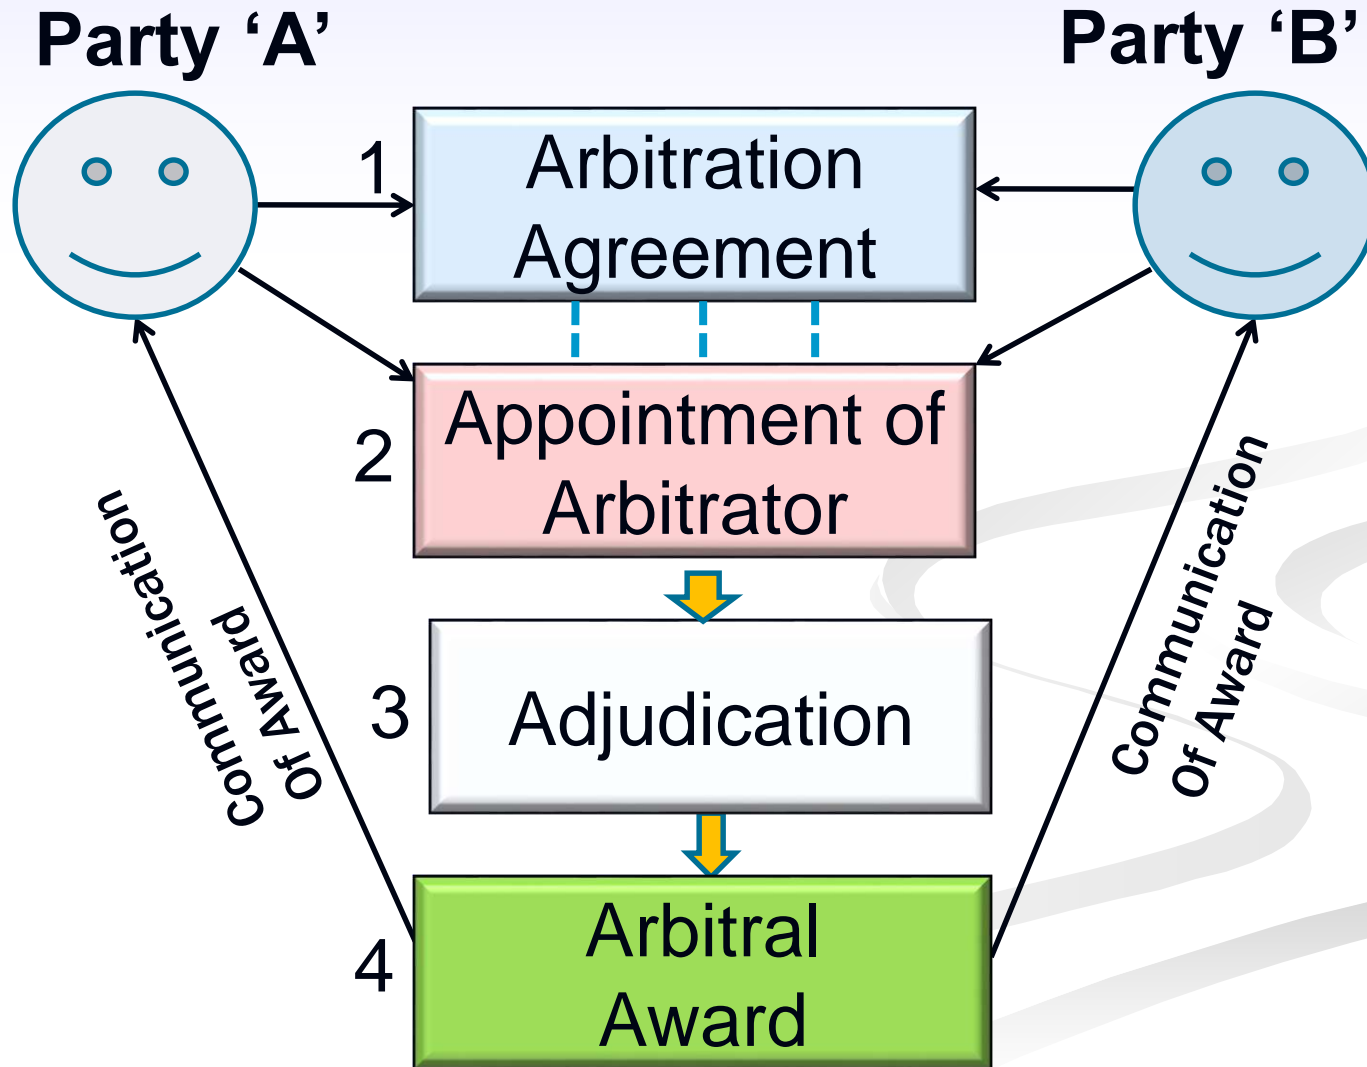 Party ‘A’
Party ‘B’
1
Arbitration
Agreement
2
Appointment of
Arbitrator
3
Adjudication
4
Arbitral
Award
Communication
Of Award
Communication
Of Award